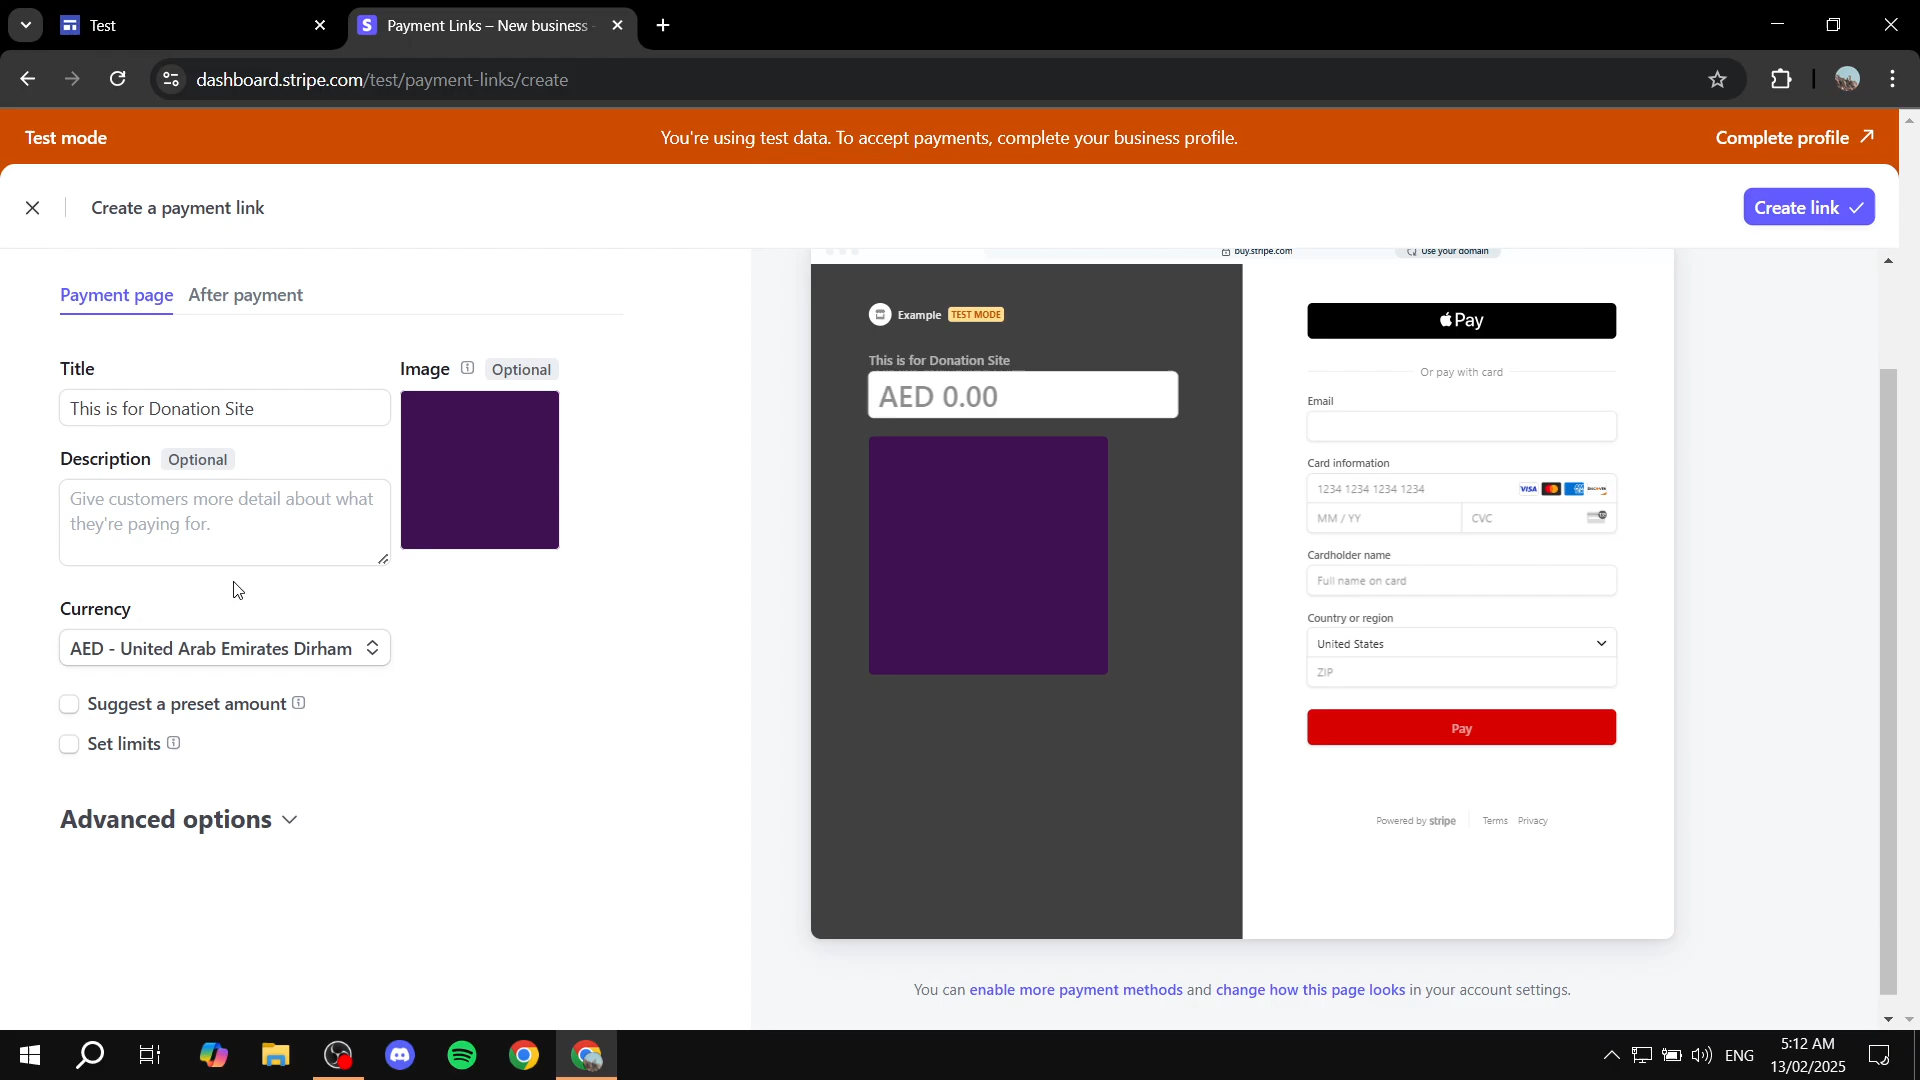 Test
Payment Links – New business
dashboard.stripe.com/test/payment-links/create
Test mode
You're using test data. To accept payments, complete your business profile.
Complete profile
Create a payment link
Create link
buy.stripe.com
Use your domain
Payment page
After payment
Title
Image
Optional
This is for Donation Site
Description
Optional
Give customers more detail about what
they're paying for.
Currency
AED - United Arab Emirates Dirham
Suggest a preset amount
Set limits
Advanced options
Example
TEST MODE
This is for Donation Site
AED 0.00
Pay
Or pay with card
Email
Card information
1234 1234 1234 1234
VISA
MM / YY
CVC
Cardholder name
Full name on card
Country or region
United States
ZIP
Pay
Powered by stripe
Terms
Privacy
You can enable more payment methods and change how this page looks in your account settings.
ENG
5:12 AM
13/02/2025